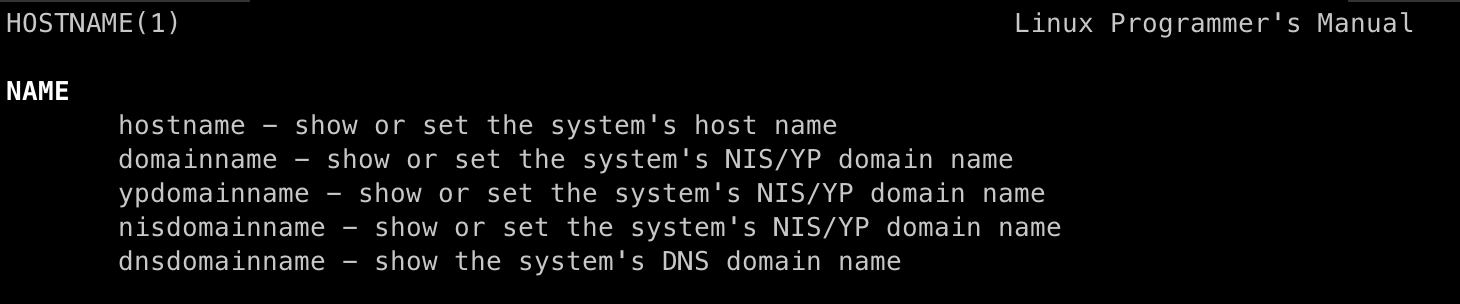 HOSTNAME(1) Linux Programmer's Manual
NAME
hostname - show or set the system's host name
domainname - show or set the system's NIS/YP domain name
ypdomainname - show or set the system's NIS/YP domain name
nisdomainname - show or set the system's NIS/YP domain name
dnsdomainname - show the system's DNS domain name